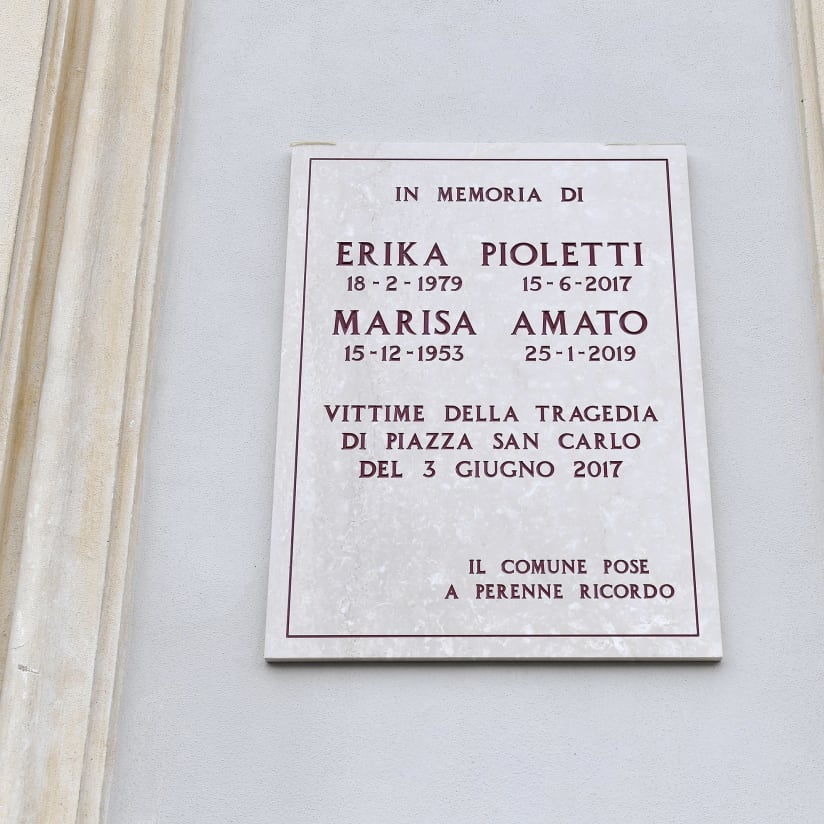 IN MEMORIA DI
ERIKA PIOLETTI
18-2-1979 15-6-2017
MARISA AMATO
15-12-1953 25-1-2019
VITTIME DELLA TRAGEDIA
DI PIAZZA SAN CARLO
DEL 3 GIUGNO 2017
IL COMUNE POSE
A PERENNE RICORDO